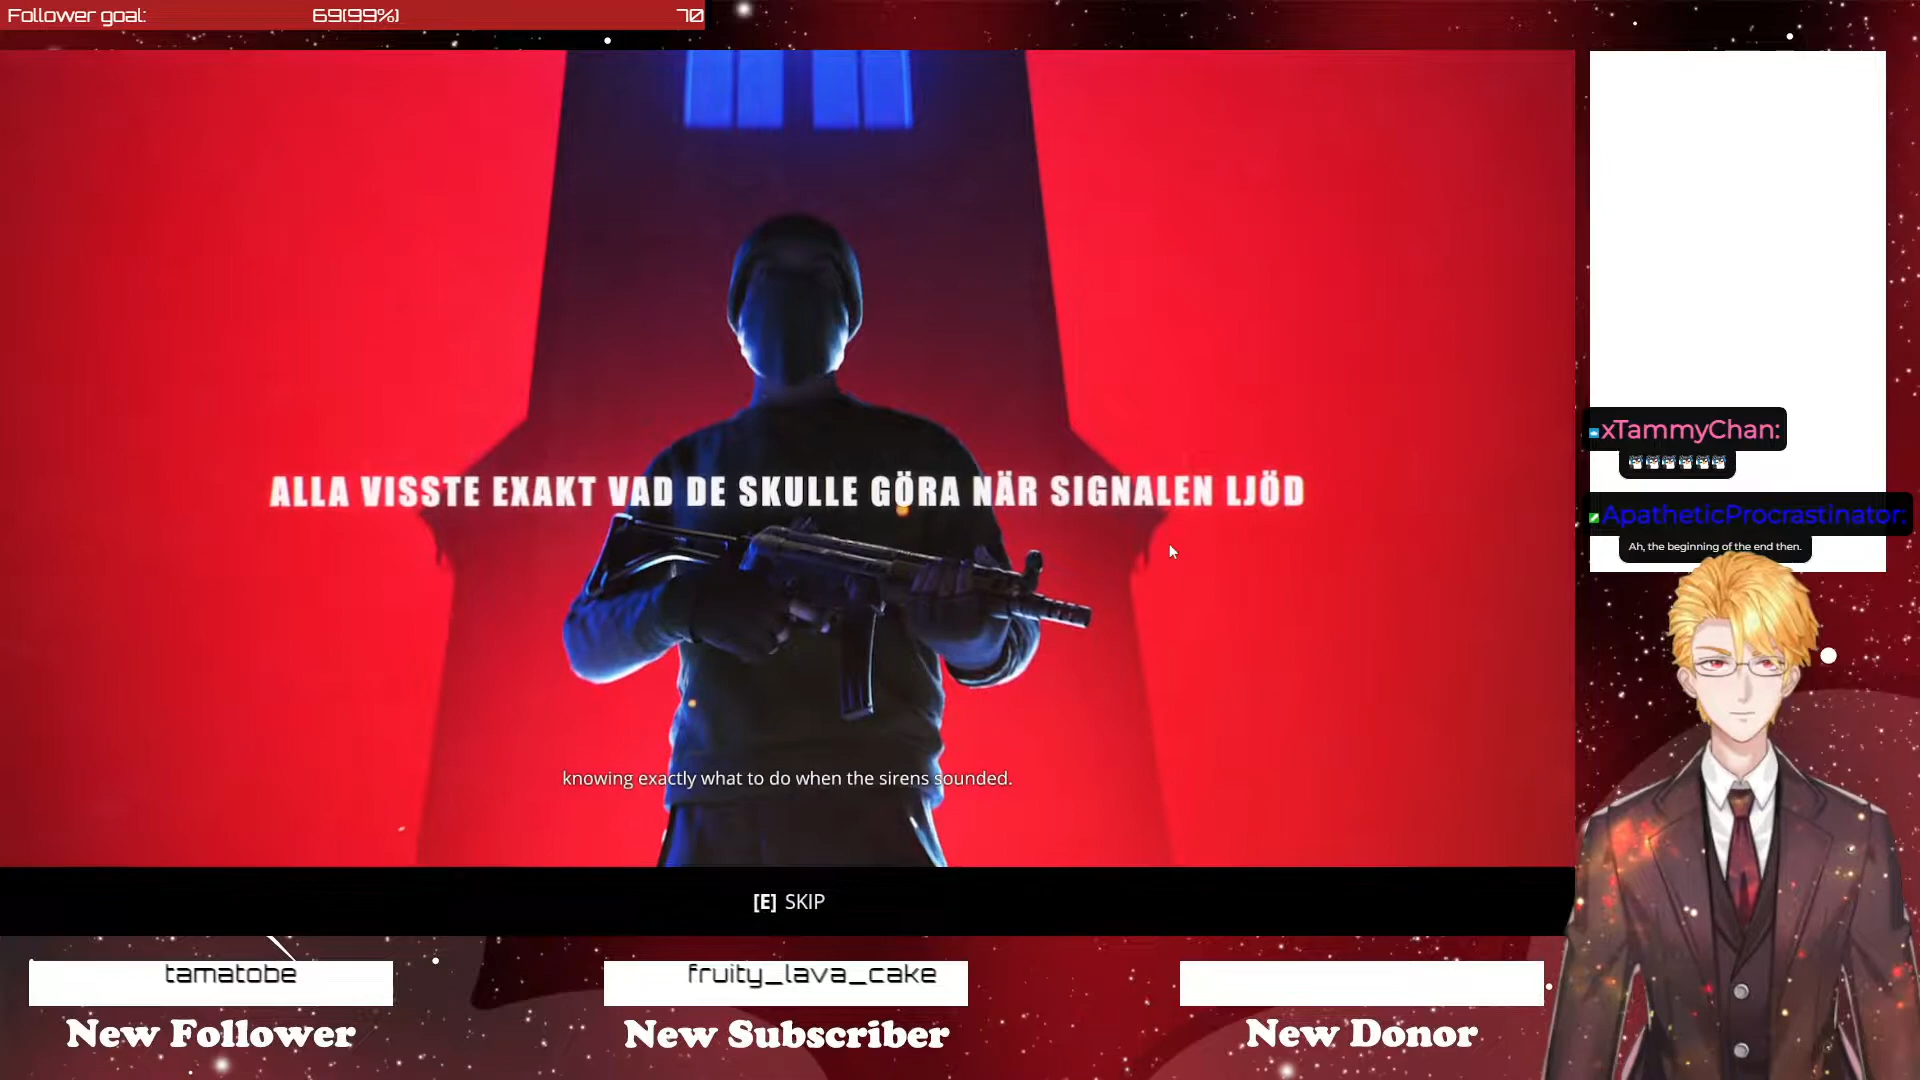 Follower goal: 69(99%) 70
ALLA VISSTE EXAKT VAD DE SKULLE GÖRA NÄR SIGNALEN LJÖD
knowing exactly what to do when the sirens sounded.
[E] SKIP
xTammyChan:
ApatheticProcrastinator:
Ah, the beginning of the end then.
tamatobe
New Follower
fruity_lava_cake
New Subscriber
New Donor